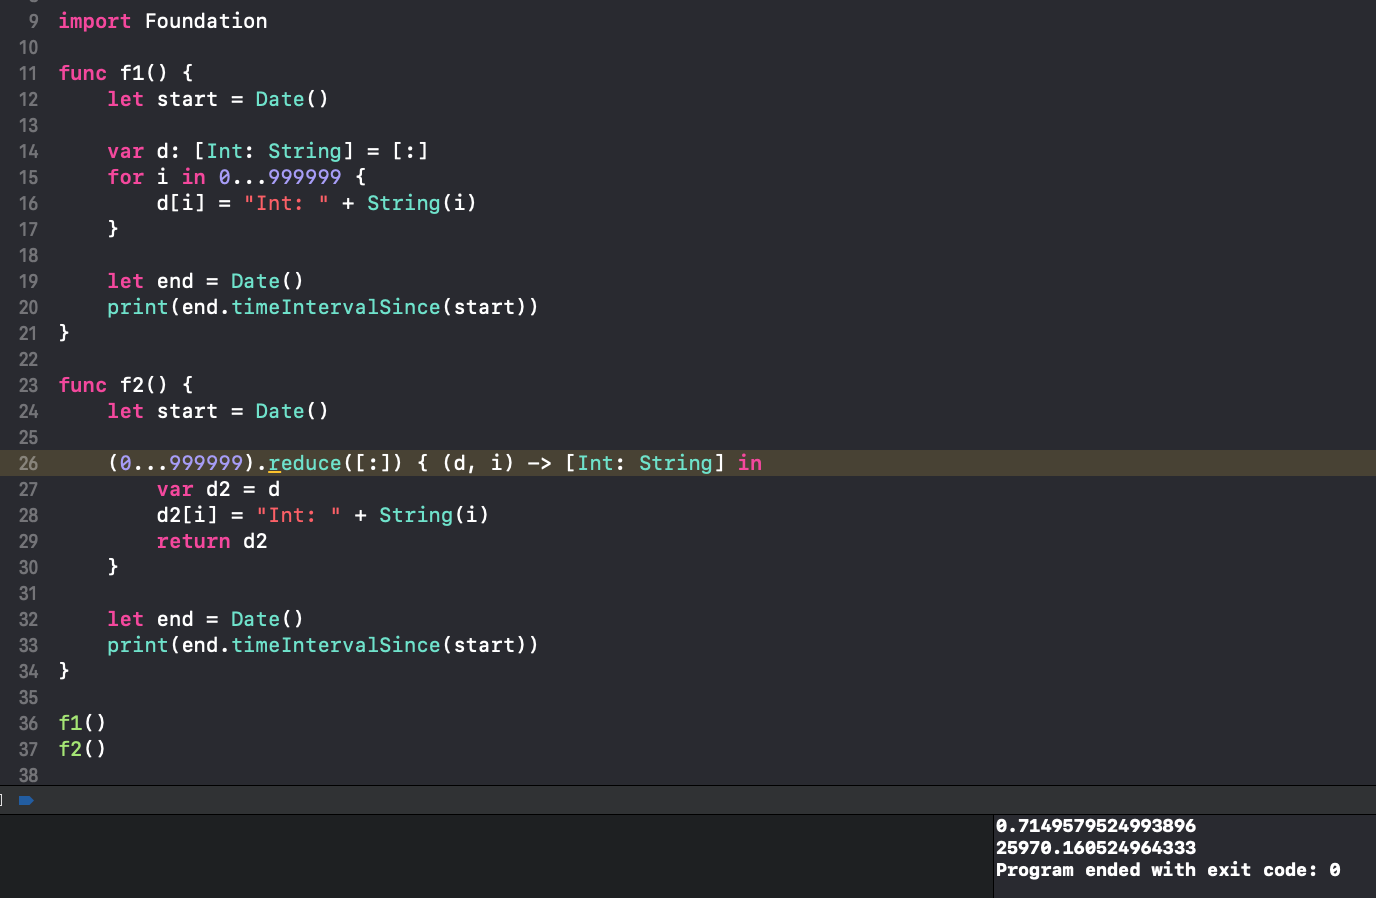 9 import Foundation
10
11 func f1() {
12     let start = Date()
13
14     var d: [Int: String] = [:]
15     for i in 0...999999 {
16         d[i] = "Int: " + String(i)
17     }
18
19     let end = Date()
20     print(end.timeIntervalSince(start))
21 }
22
23 func f2() {
24     let start = Date()
25
26     (0...999999).reduce([:]) { (d, i) -> [Int: String] in
27         var d2 = d
28         d2[i] = "Int: " + String(i)
29         return d2
30     }
31
32     let end = Date()
33     print(end.timeIntervalSince(start))
34 }
35
36 f1()
37 f2()
38
0.7149579524993896
25970.160524964333
Program ended with exit code: 0